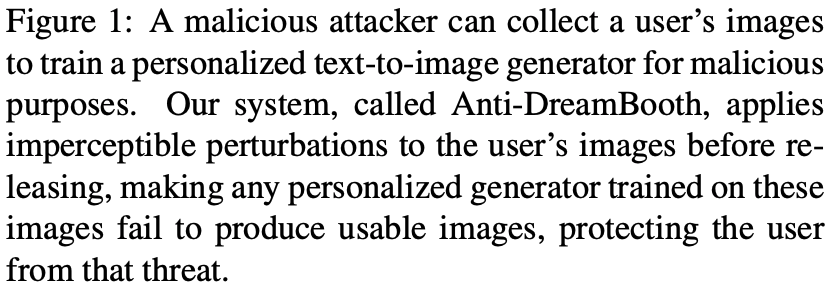 Figure 1: A malicious attacker can collect a user’s images
to train a personalized text-to-image generator for malicious
purposes. Our system, called Anti-DreamBooth, applies
imperceptible perturbations to the user’s images before re-
leasing, making any personalized generator trained on these
images fail to produce usable images, protecting the user
from that threat.